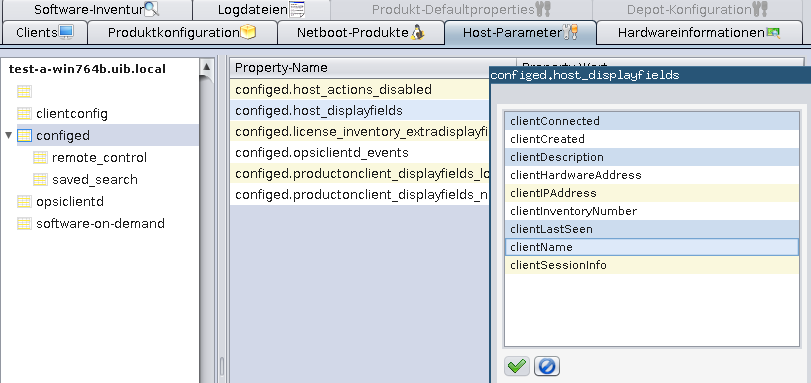 Software-Inventur
Logdateien
Produkt-Defaultproperties
Depot-Konfiguration
Clients
Produktkonfiguration
Netboot-Produkte
Host-Parameter
Hardwareinformationen
test-a-win764b.uib.local
clientconfig
configed
remote_control
saved_search
opsiclientd
software-on-demand
Property-Name
configed.host_actions_disabled
configed.host_displayfields
configed.license_inventory_extradisplayfi
configed.opsiclientd_events
configed.productonclient_displayfields_lo
configed.productonclient_displayfields_n
Property-Wert
configed.host_displayfields
clientConnected
clientCreated
clientDescription
clientHardwareAddress
clientIPAddress
clientInventoryNumber
clientLastSeen
clientName
clientSessionInfo